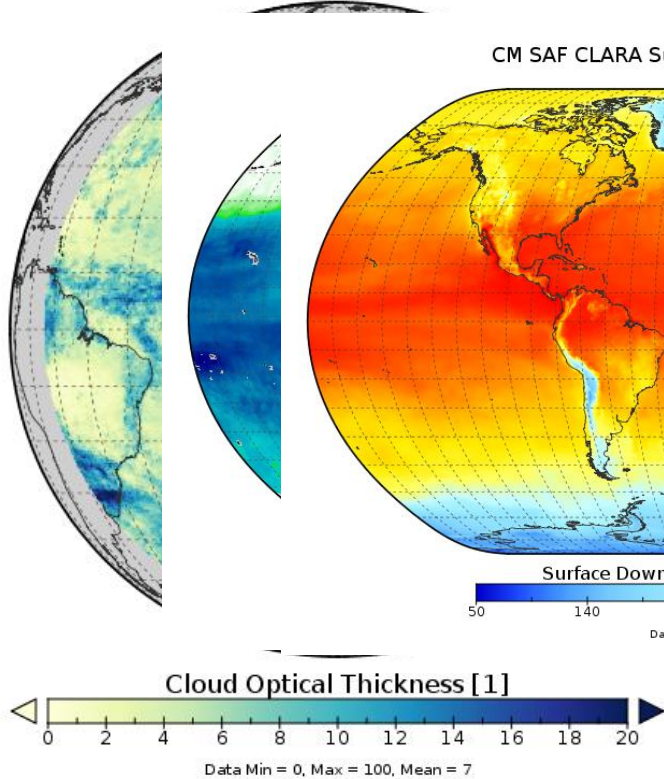 CM SAF CLARA
Surface Down
50 140
Cloud Optical Thickness [1]
0 2 4 6 8 10 12 14 16 18 20
Data Min = 0, Max = 100, Mean = 7